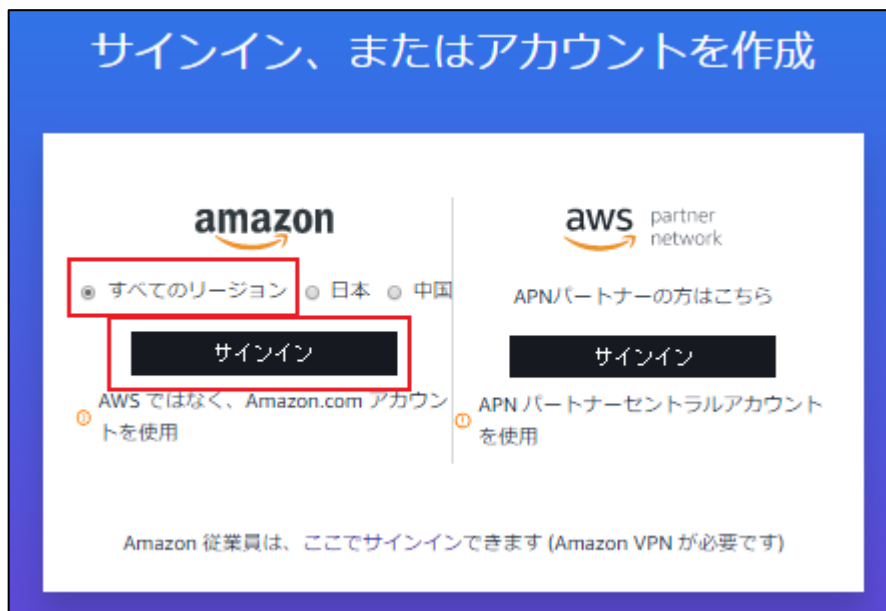 サインイン、またはアカウントを作成
amazon
すべてのリージョン 日本 中国
サインイン
AWS ではなく、Amazon.com アカウン
トを使用
aws partner
network
APNパートナーの方はこちら
サインイン
APN パートナーセントラルアカウント
を使用
Amazon 従業員は、ここでサインインできます (Amazon VPN が必要です)